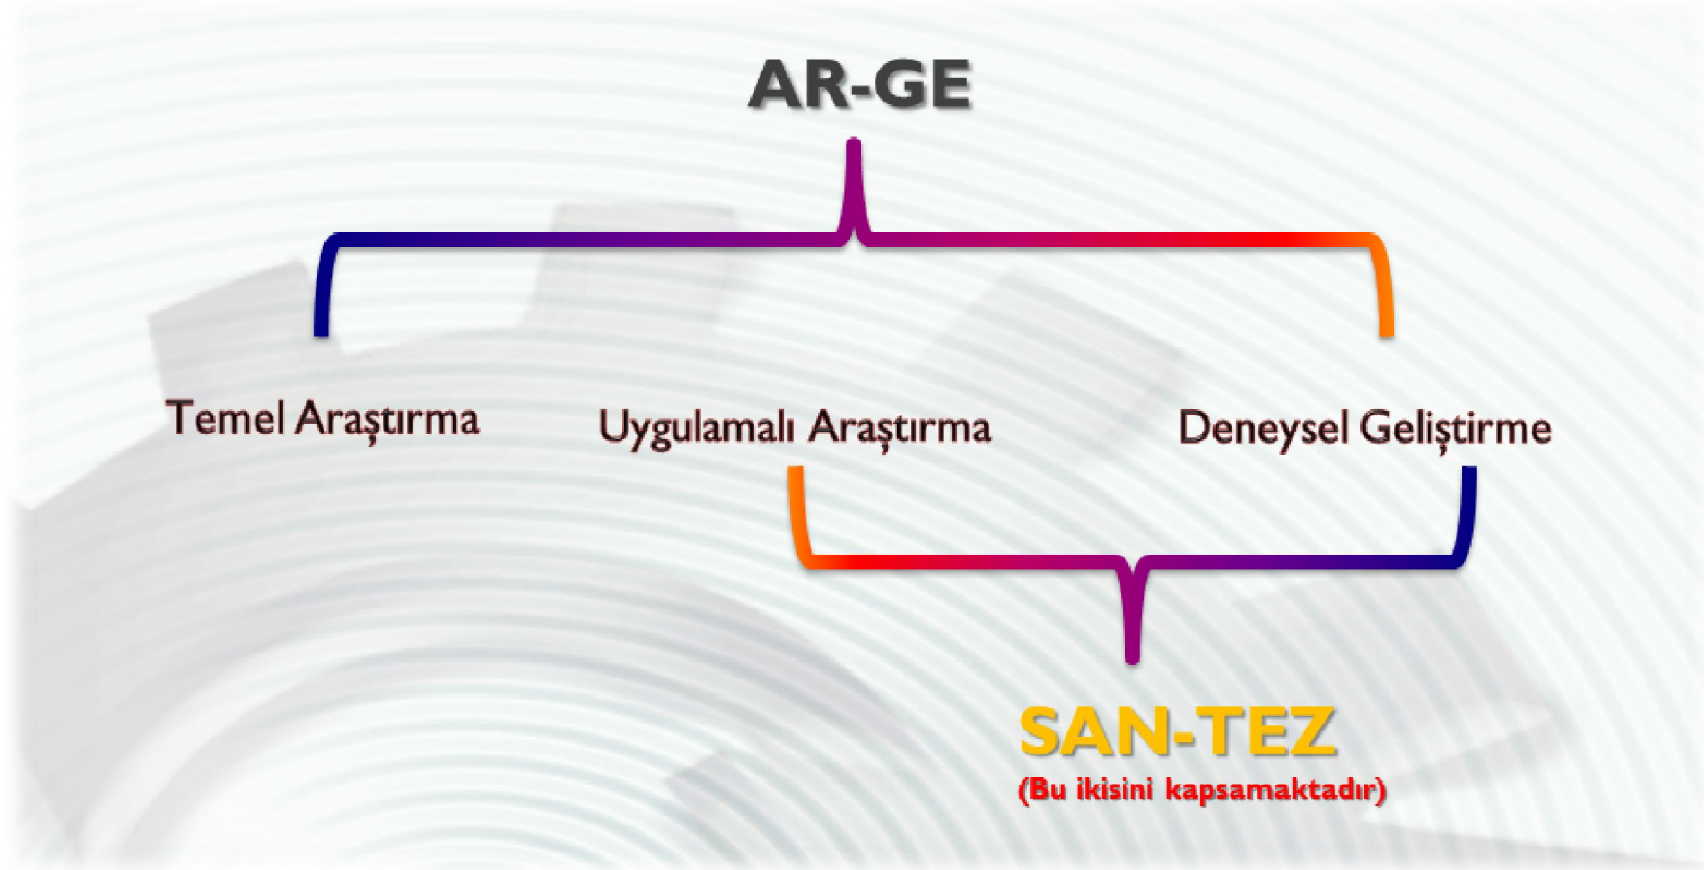 AR-GE
Temel Araştırma
Uygulamalı Araştırma
Deneysel Geliştirme
SAN-TEZ
(Bu ikisini kapsamaktadır)